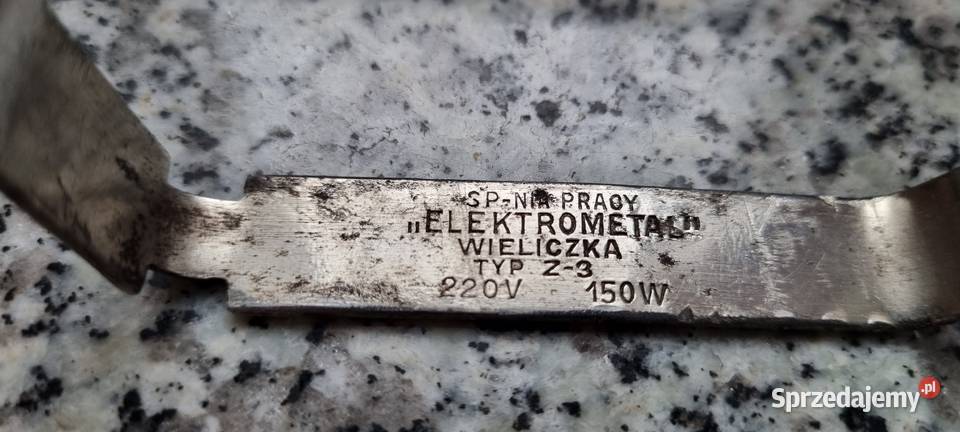 SP-NIA PRACY
„ELEKTROMETAL”
WIELICZKA
TYP Z-3
220V 150W
Sprzedajemy.pl